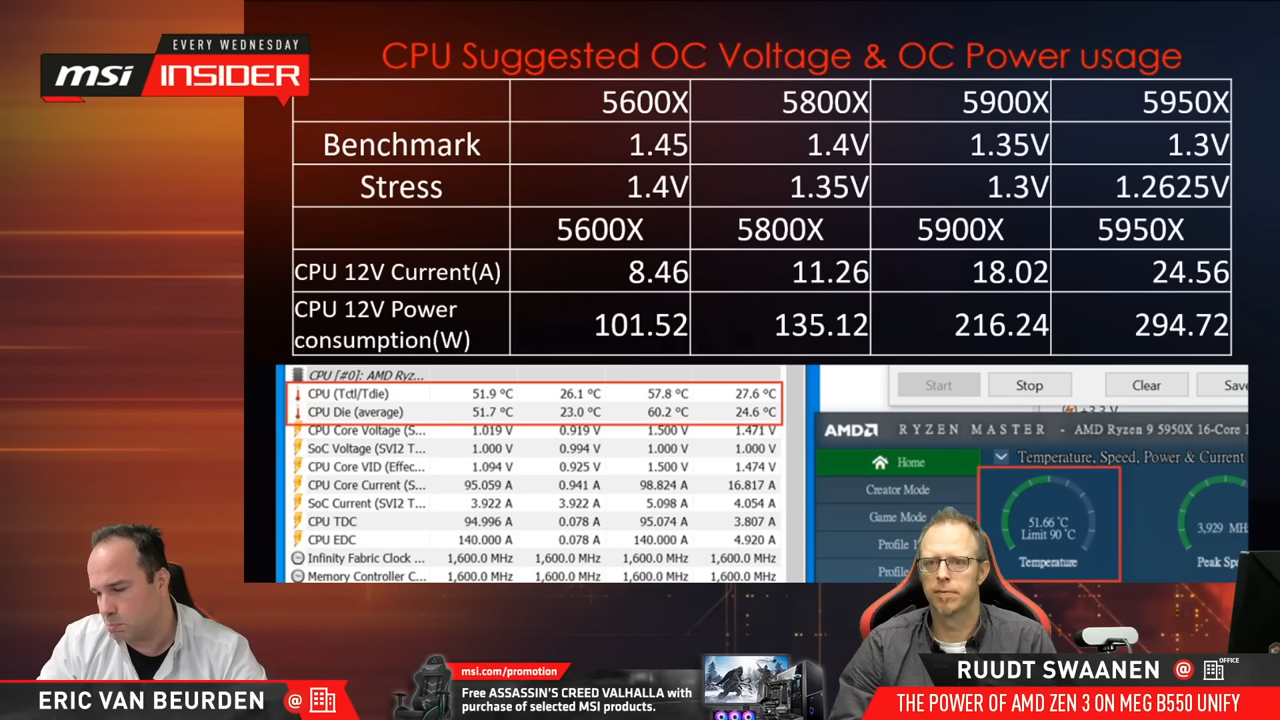 EVERY WEDNESDAY
msi INSIDER
CPU Suggested OC Voltage & OC Power usage
5600X 5800X 5900X 5950X
Benchmark 1.45 1.4V 1.35V 1.3V
Stress 1.4V 1.35V 1.3V 1.2625V
5600X 5800X 5900X 5950X
CPU 12V Current(A) 8.46 11.26 18.02 24.56
CPU 12V Power
consumption(W) 101.52 135.12 216.24 294.72
CPU [#0]: AMD Ryz...
CPU (Tctl/Tdie) 51.9 °C 26.1 °C 57.8 °C 27.6 °C
CPU Die (average) 51.7 °C 23.0 °C 60.2 °C 24.6 °C
CPU Core Voltage (S... 1.019 V 0.919 V 1.500 V 1.471 V
SoC Voltage (SVI2 T... 1.000 V 0.994 V 1.000 V 1.000 V
CPU Core VID (Effec... 1.094 V 0.925 V 1.500 V 1.474 V
CPU Core Current (S... 95.059 A 0.941 A 98.824 A 16.817 A
SoC Current (SVI2 T... 3.922 A 3.922 A 5.098 A 4.054 A
CPU TDC 94.996 A 0.078 A 95.074 A 3.807 A
CPU EDC 140.000 A 0.078 A 140.000 A 4.920 A
Infinity Fabric Clock ... 1,600.0 MHz 1,600.0 MHz 1,600.0 MHz 1,600.0 MHz
Memory Controller C... 1,600.0 MHz 1,600.0 MHz 1,600.0 MHz 1,600.0 MHz
Start Stop Clear Save
+3.3 V
AMD RYZEN MASTER - AMD Ryzen 9 5950X 16-Core
Home
Temperature, Speed, Power & Current
Creator Mode
Game Mode
Profile 1
Profile
51.66 °C
Limit 90 °C
Temperature
3,929 MH
Peak Spe
ERIC VAN BEURDEN @
msi.com/promotion
Free ASSASSIN'S CREED VALHALLA with
purchase of selected MSI products.
RUUDT SWAANEN @ OFFICE
THE POWER OF AMD ZEN 3 ON MEG B550 UNIFY